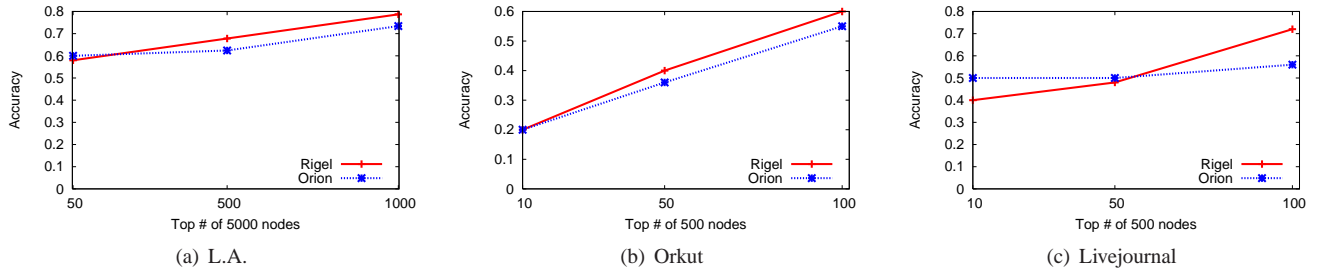 0.8
0.7
0.6
0.5
0.4
0.3
0.2
0.1
0
Accuracy
Rigel
Orion
50 500 1000
Top # of 5000 nodes
(a) L.A.
0.6
0.5
0.4
0.3
0.2
0.1
0
Accuracy
Rigel
Orion
10 50 100
Top # of 500 nodes
(b) Orkut
0.8
0.7
0.6
0.5
0.4
0.3
0.2
0.1
0
Accuracy
Rigel
Orion
10 50 100
Top # of 500 nodes
(c) Livejournal